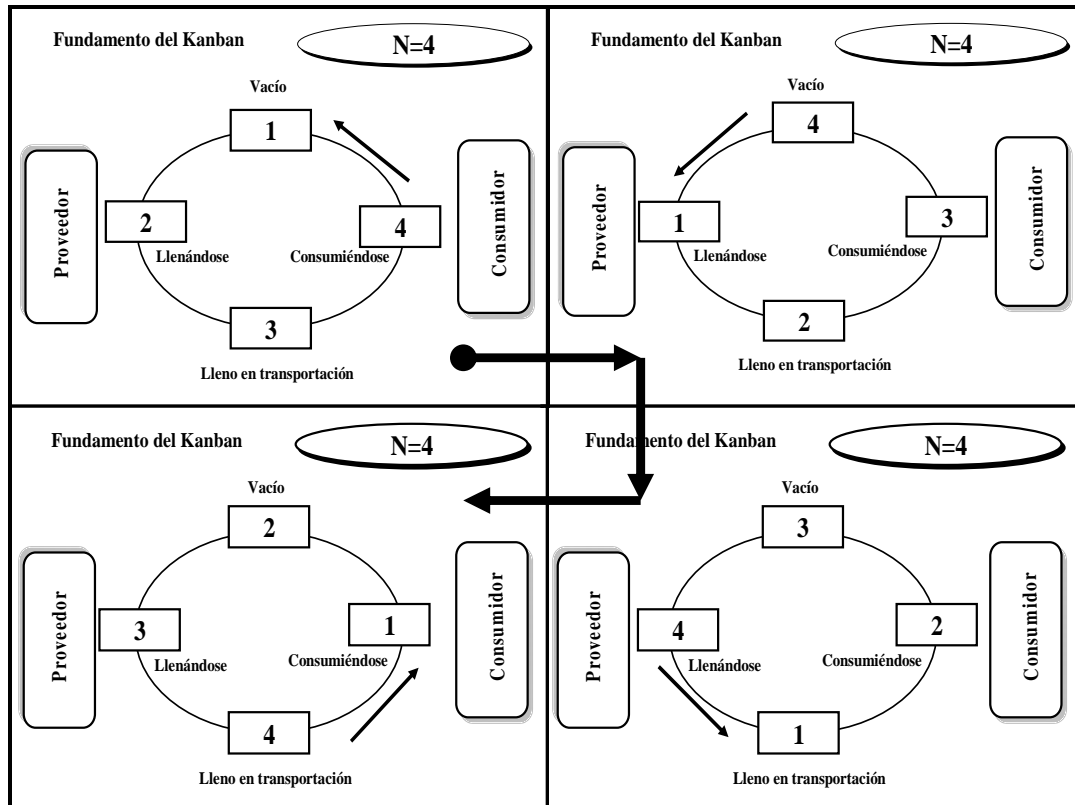 Fundamento del Kanban
N=4
Vacío
1
Proveedor
2
Llenándose
Consumiéndose
4
Consumidor
3
Lleno en transportación
Fundamento del Kanban
N=4
Vacío
4
Proveedor
1
Llenándose
Consumiéndose
3
Consumidor
2
Lleno en transportación
Fundamento del Kanban
N=4
Vacío
2
Proveedor
3
Llenándose
Consumiéndose
1
Consumidor
4
Lleno en transportación
Fundamento del Kanban
N=4
Vacío
3
Proveedor
4
Llenándose
Consumiéndose
2
Consumidor
1
Lleno en transportación